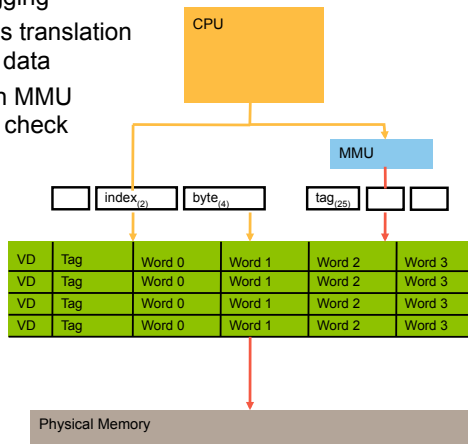 gging
s translation
data
n MMU
check
CPU
MMU
index(2)
byte(4)
tag(25)
VD Tag Word 0 Word 1 Word 2 Word 3
VD Tag Word 0 Word 1 Word 2 Word 3
VD Tag Word 0 Word 1 Word 2 Word 3
VD Tag Word 0 Word 1 Word 2 Word 3
Physical Memory